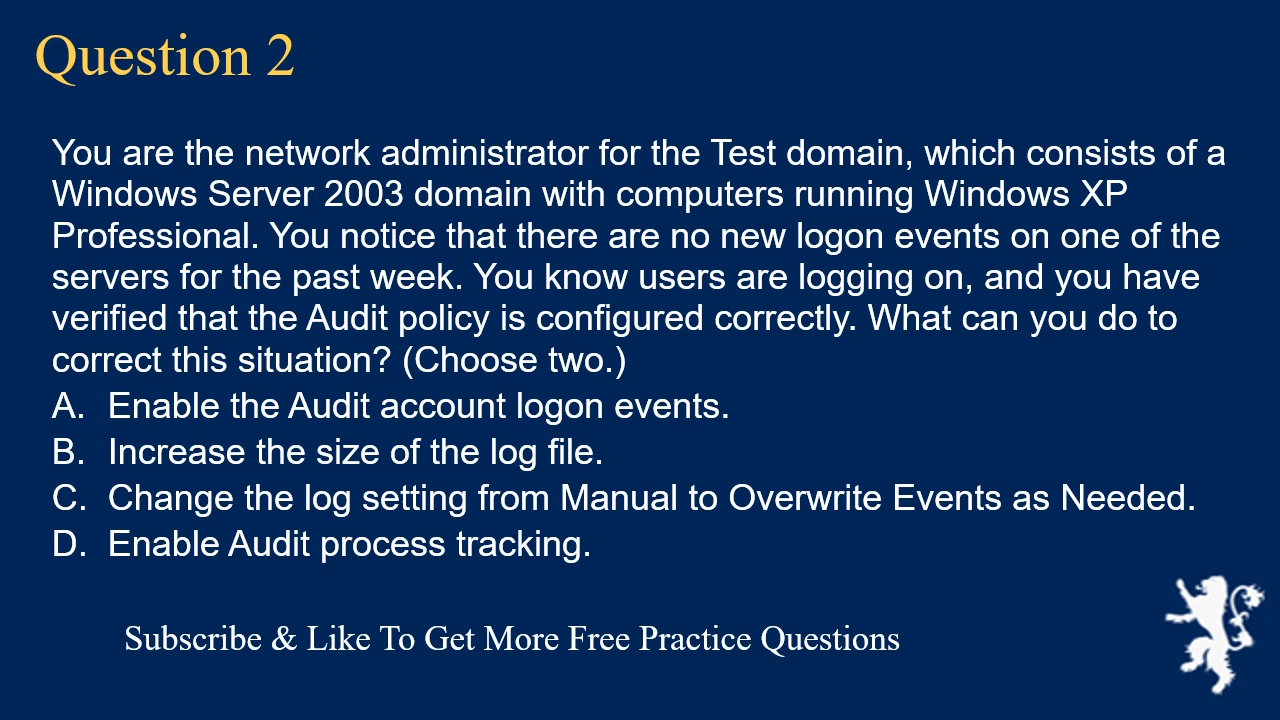 Question 2
You are the network administrator for the Test domain, which consists of a
Windows Server 2003 domain with computers running Windows XP
Professional. You notice that there are no new logon events on one of the
servers for the past week. You know users are logging on, and you have
verified that the Audit policy is configured correctly. What can you do to
correct this situation? (Choose two.)
A. Enable the Audit account logon events.
B. Increase the size of the log file.
C. Change the log setting from Manual to Overwrite Events as Needed.
D. Enable Audit process tracking.
Subscribe & Like To Get More Free Practice Questions